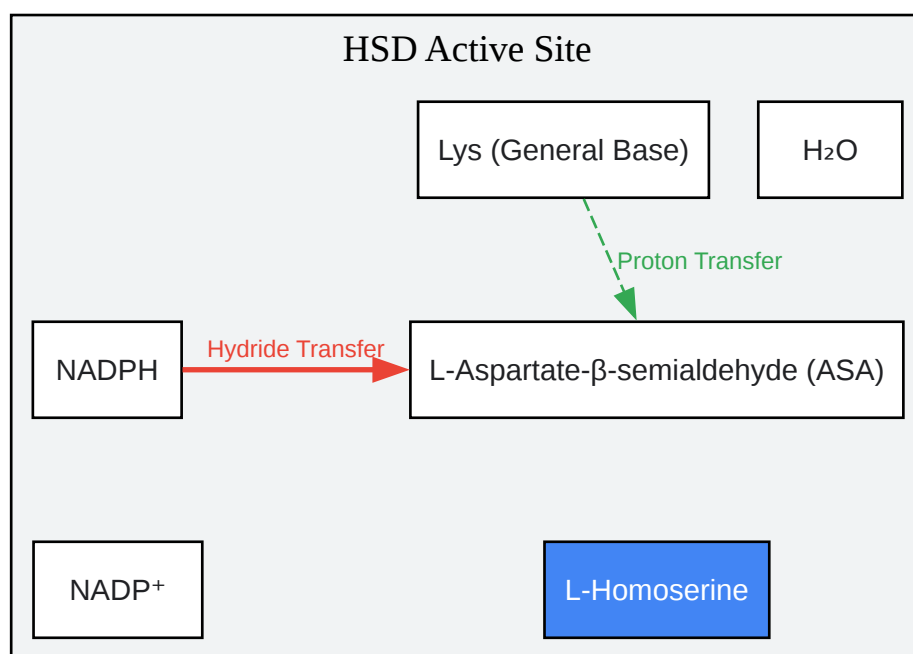 HSD Active Site
Lys (General Base)
H₂O
Proton Transfer
NADPH
Hydride Transfer
L-Aspartate-β-semialdehyde (ASA)
NADP⁺
L-Homoserine